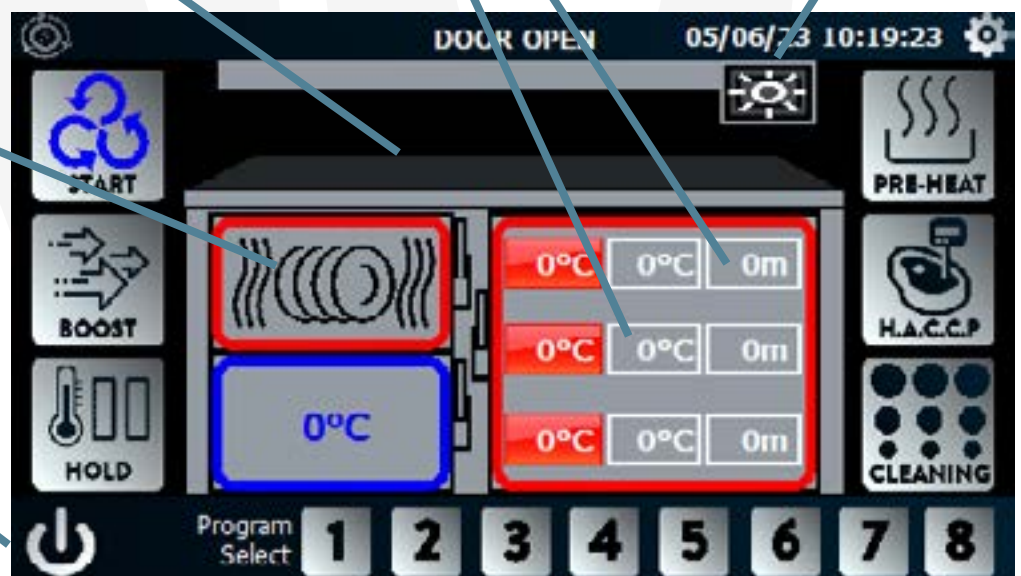 DOOR OPEN 05/06/23 10:19:23
START
PRE-HEAT
0°C 0°C 0m
BOOST
H.A.C.C.P
0°C 0°C 0m
0°C
0°C 0°C 0m
HOLD
CLEANING
Program
Select
1 2 3 4 5 6 7 8